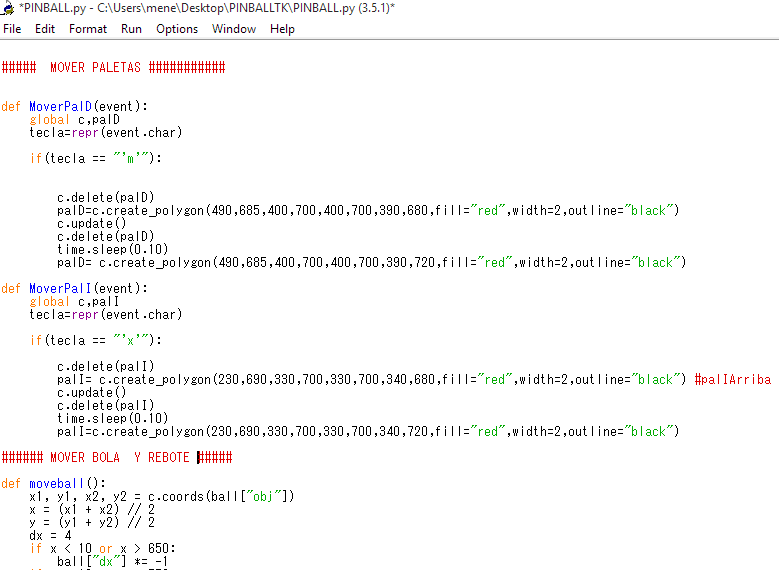 *PINBALL.py - C:\Users\mene\Desktop\PINBALLTK\PINBALL.py (3.5.1)*
File Edit Format Run Options Window Help
##### MOVER PALETAS ###########
def MoverPalD(event):
    global c,palD
    tecla=repr(event.char)
    if(tecla == "'m'"):
        c.delete(palD)
        palD=c.create_polygon(490,685,400,700,400,700,390,680,fill="red",width=2,outline="black")
        c.update()
        c.delete(palD)
        time.sleep(0.10)
        palD= c.create_polygon(490,685,400,700,400,700,390,720,fill="red",width=2,outline="black")
def MoverPalI(event):
    global c,palI
    tecla=repr(event.char)
    if(tecla == "'x'"):
        c.delete(palI)
        palI= c.create_polygon(230,690,330,700,330,700,340,680,fill="red",width=2,outline="black") #palIArriba
        c.update()
        c.delete(palI)
        time.sleep(0.10)
        palI=c.create_polygon(230,690,330,700,330,700,340,720,fill="red",width=2,outline="black")
###### MOVER BOLA  Y REBOTE #####
def moveball():
    x1, y1, x2, y2 = c.coords(ball["obj"])
    x = (x1 + x2) // 2
    y = (y1 + y2) // 2
    dx = 4
    if x < 10 or x > 650:
        ball["dx"] *= -1